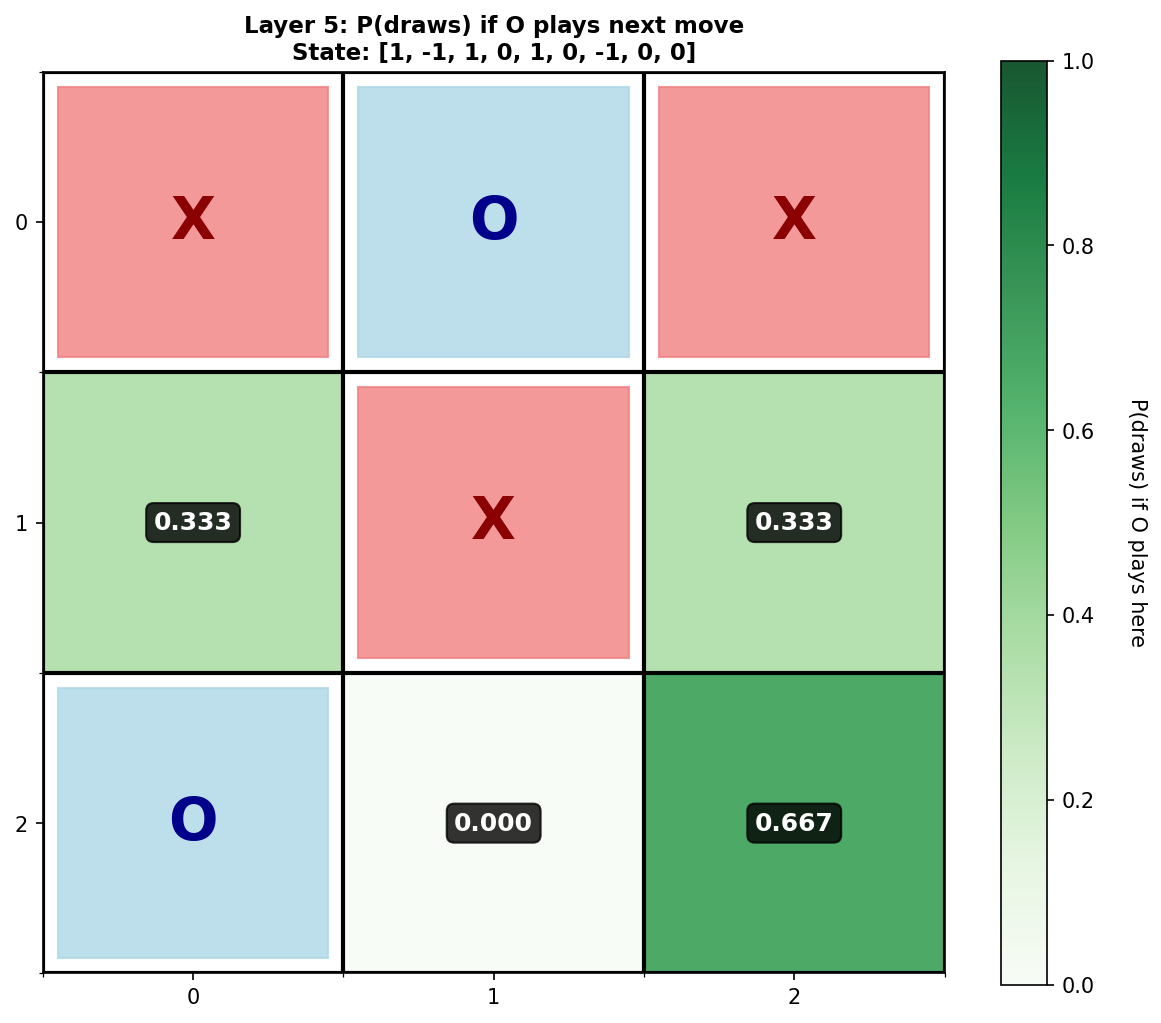 Layer 5: P(draws) if O plays next move
State: [1, -1, 1, 0, 1, 0, -1, 0, 0]
X
O
X
0.333
X
0.333
O
0.000
0.667
0
1
2
0
1
2
1.0
0.8
0.6
0.4
0.2
0.0
P(draws) if O plays here